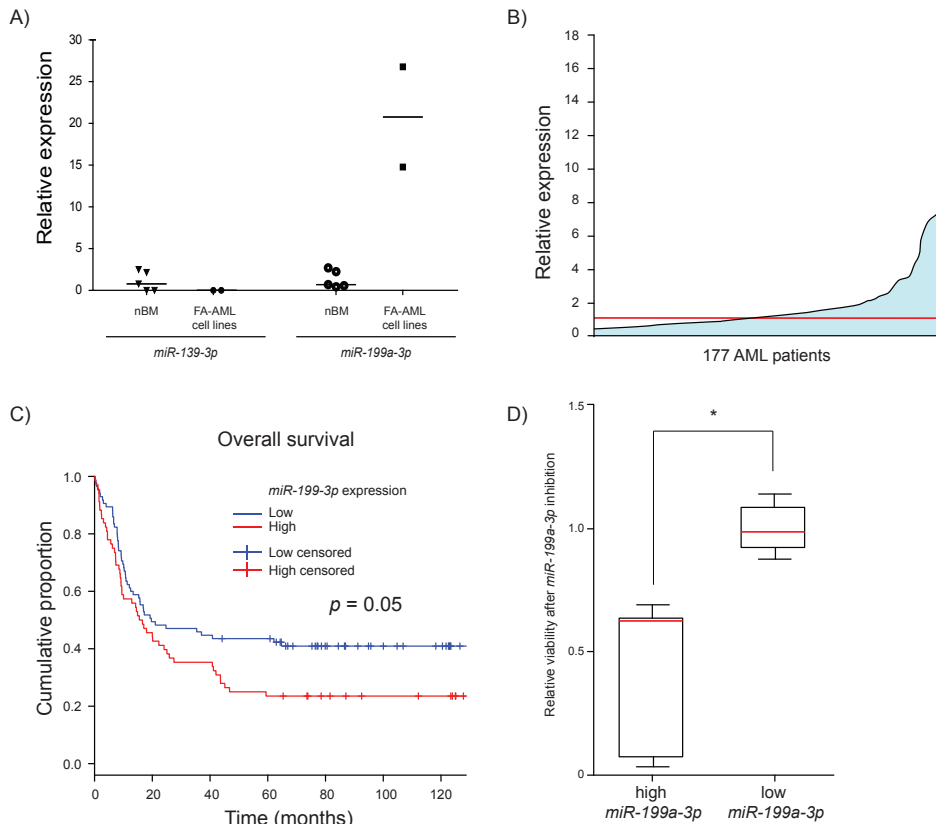 A)
Relative expression
30
25
20
15
10
5
0
nBM
FA-AML
cell lines
nBM
FA-AML
cell lines
miR-139-3p
miR-199a-3p
B)
Relative expression
18
16
14
12
10
8
6
4
2
0
177 AML patients
C)
Overall survival
Cumulative proportion
1.0
0.8
0.6
0.4
0.2
0.0
miR-199-3p expression
Low
High
Low censored
High censored
p = 0.05
0 20 40 60 80 100 120
Time (months)
D)
Relative viability after miR-199a-3p inhibition
1.5
1.0
0.5
0
*
high
miR-199a-3p
low
miR-199a-3p